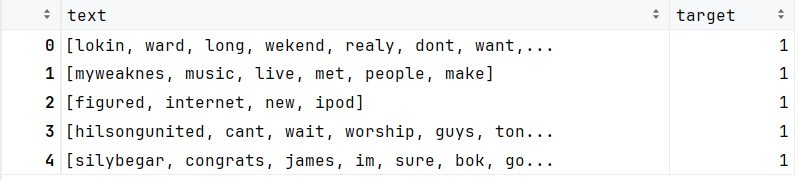 text target
0 [lokin, ward, long, wekend, realy, dont, want,... 1
1 [myweaknes, music, live, met, people, make] 1
2 [figured, internet, new, ipod] 1
3 [hilsongunited, cant, wait, worship, guys, ton... 1
4 [silybegar, congrats, james, im, sure, bok, go... 1